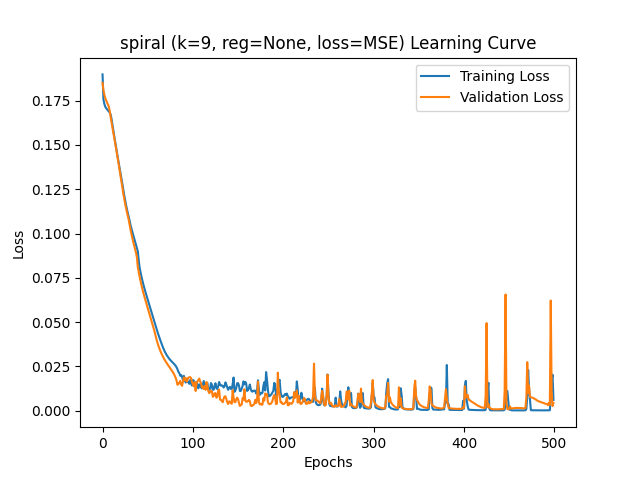 spiral (k=9, reg=None, loss=MSE) Learning Curve
Training Loss
Validation Loss
Loss
0.175
0.150
0.125
0.100
0.075
0.050
0.025
0.000
0
100
200
300
400
500
Epochs